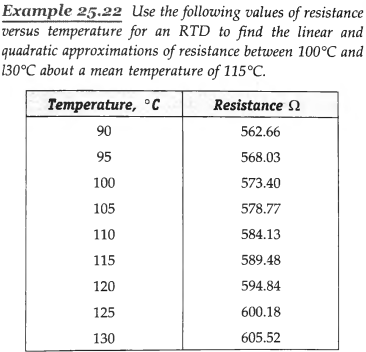 Example 25.22 Use the following values of resistance
versus temperature for an RTD to find the linear and
quadratic approximations of resistance between 100°C and
130°C about a mean temperature of 115°C.
Temperature, °C Resistance Ω
90 562.66
95 568.03
100 573.40
105 578.77
110 584.13
115 589.48
120 594.84
125 600.18
130 605.52